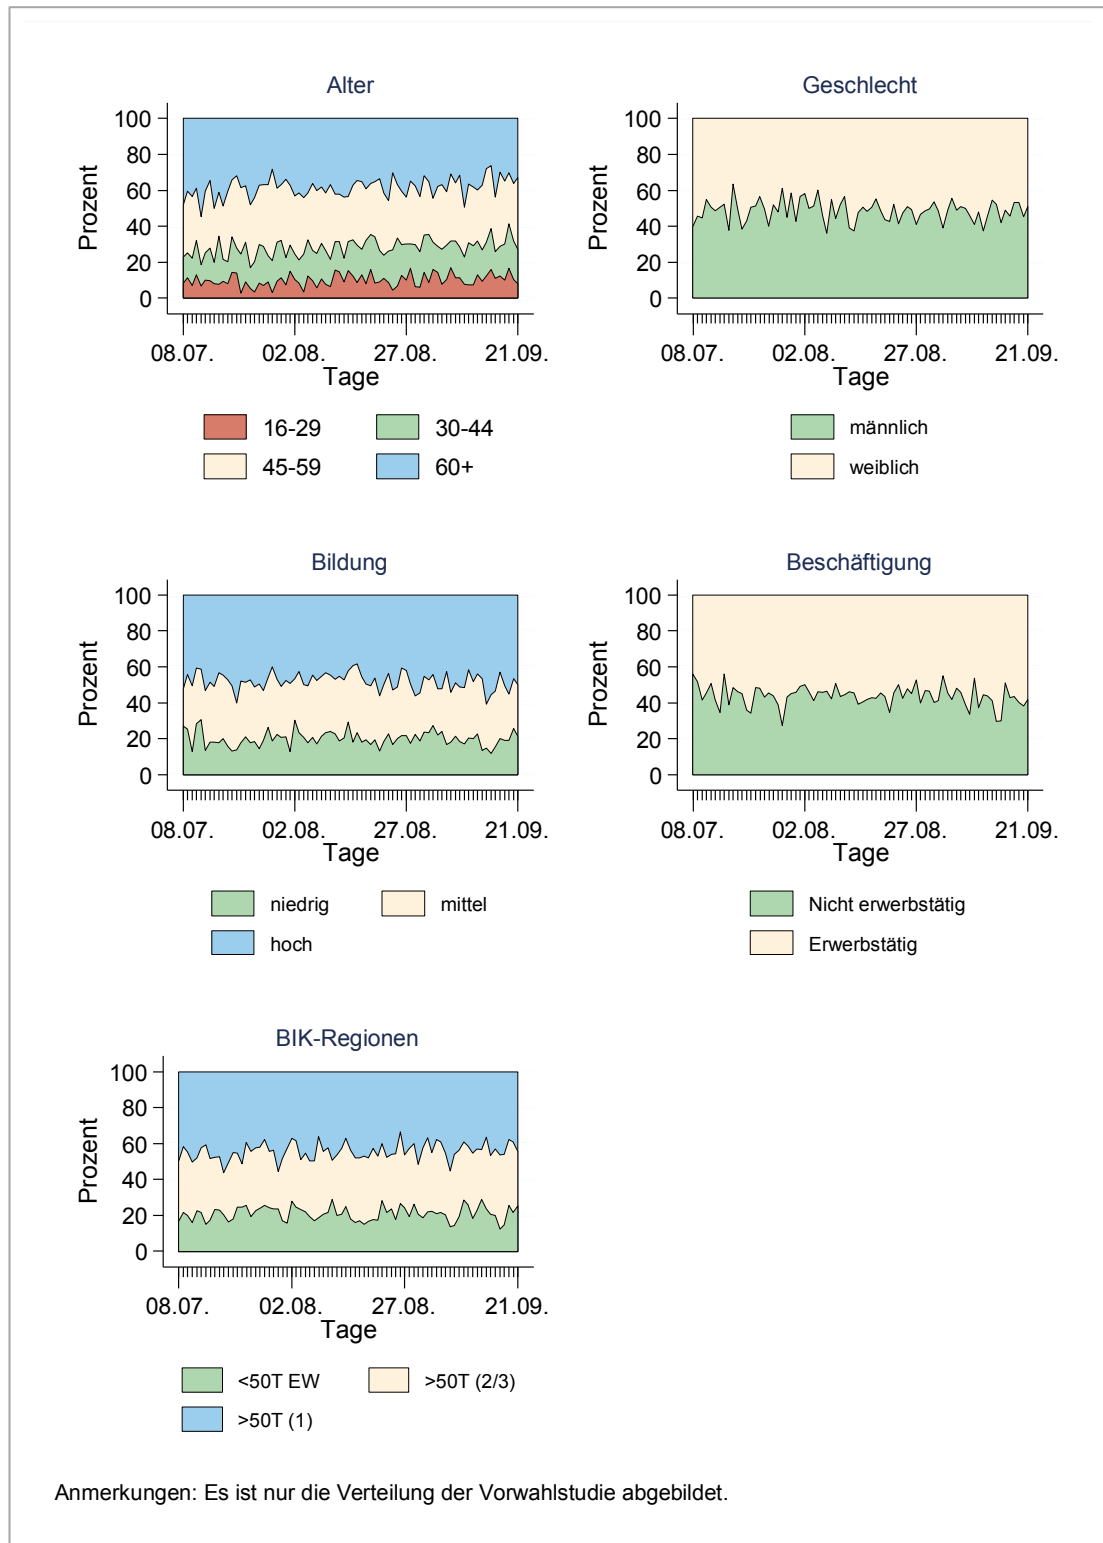 Alter
Prozent
100
80
60
40
20
0
08.07. 02.08. 27.08. 21.09.
Tage
16-29 30-44
45-59 60+
Geschlecht
Prozent
100
80
60
40
20
0
08.07. 02.08. 27.08. 21.09.
Tage
männlich
weiblich
Bildung
Prozent
100
80
60
40
20
0
08.07. 02.08. 27.08. 21.09.
Tage
niedrig mittel
hoch
Beschäftigung
Prozent
100
80
60
40
20
0
08.07. 02.08. 27.08. 21.09.
Tage
Nicht erwerbstätig
Erwerbstätig
BIK-Regionen
Prozent
100
80
60
40
20
0
08.07. 02.08. 27.08. 21.09.
Tage
<50T EW >50T (2/3)
>50T (1)
Anmerkungen: Es ist nur die Verteilung der Vorwahlstudie abgebildet.